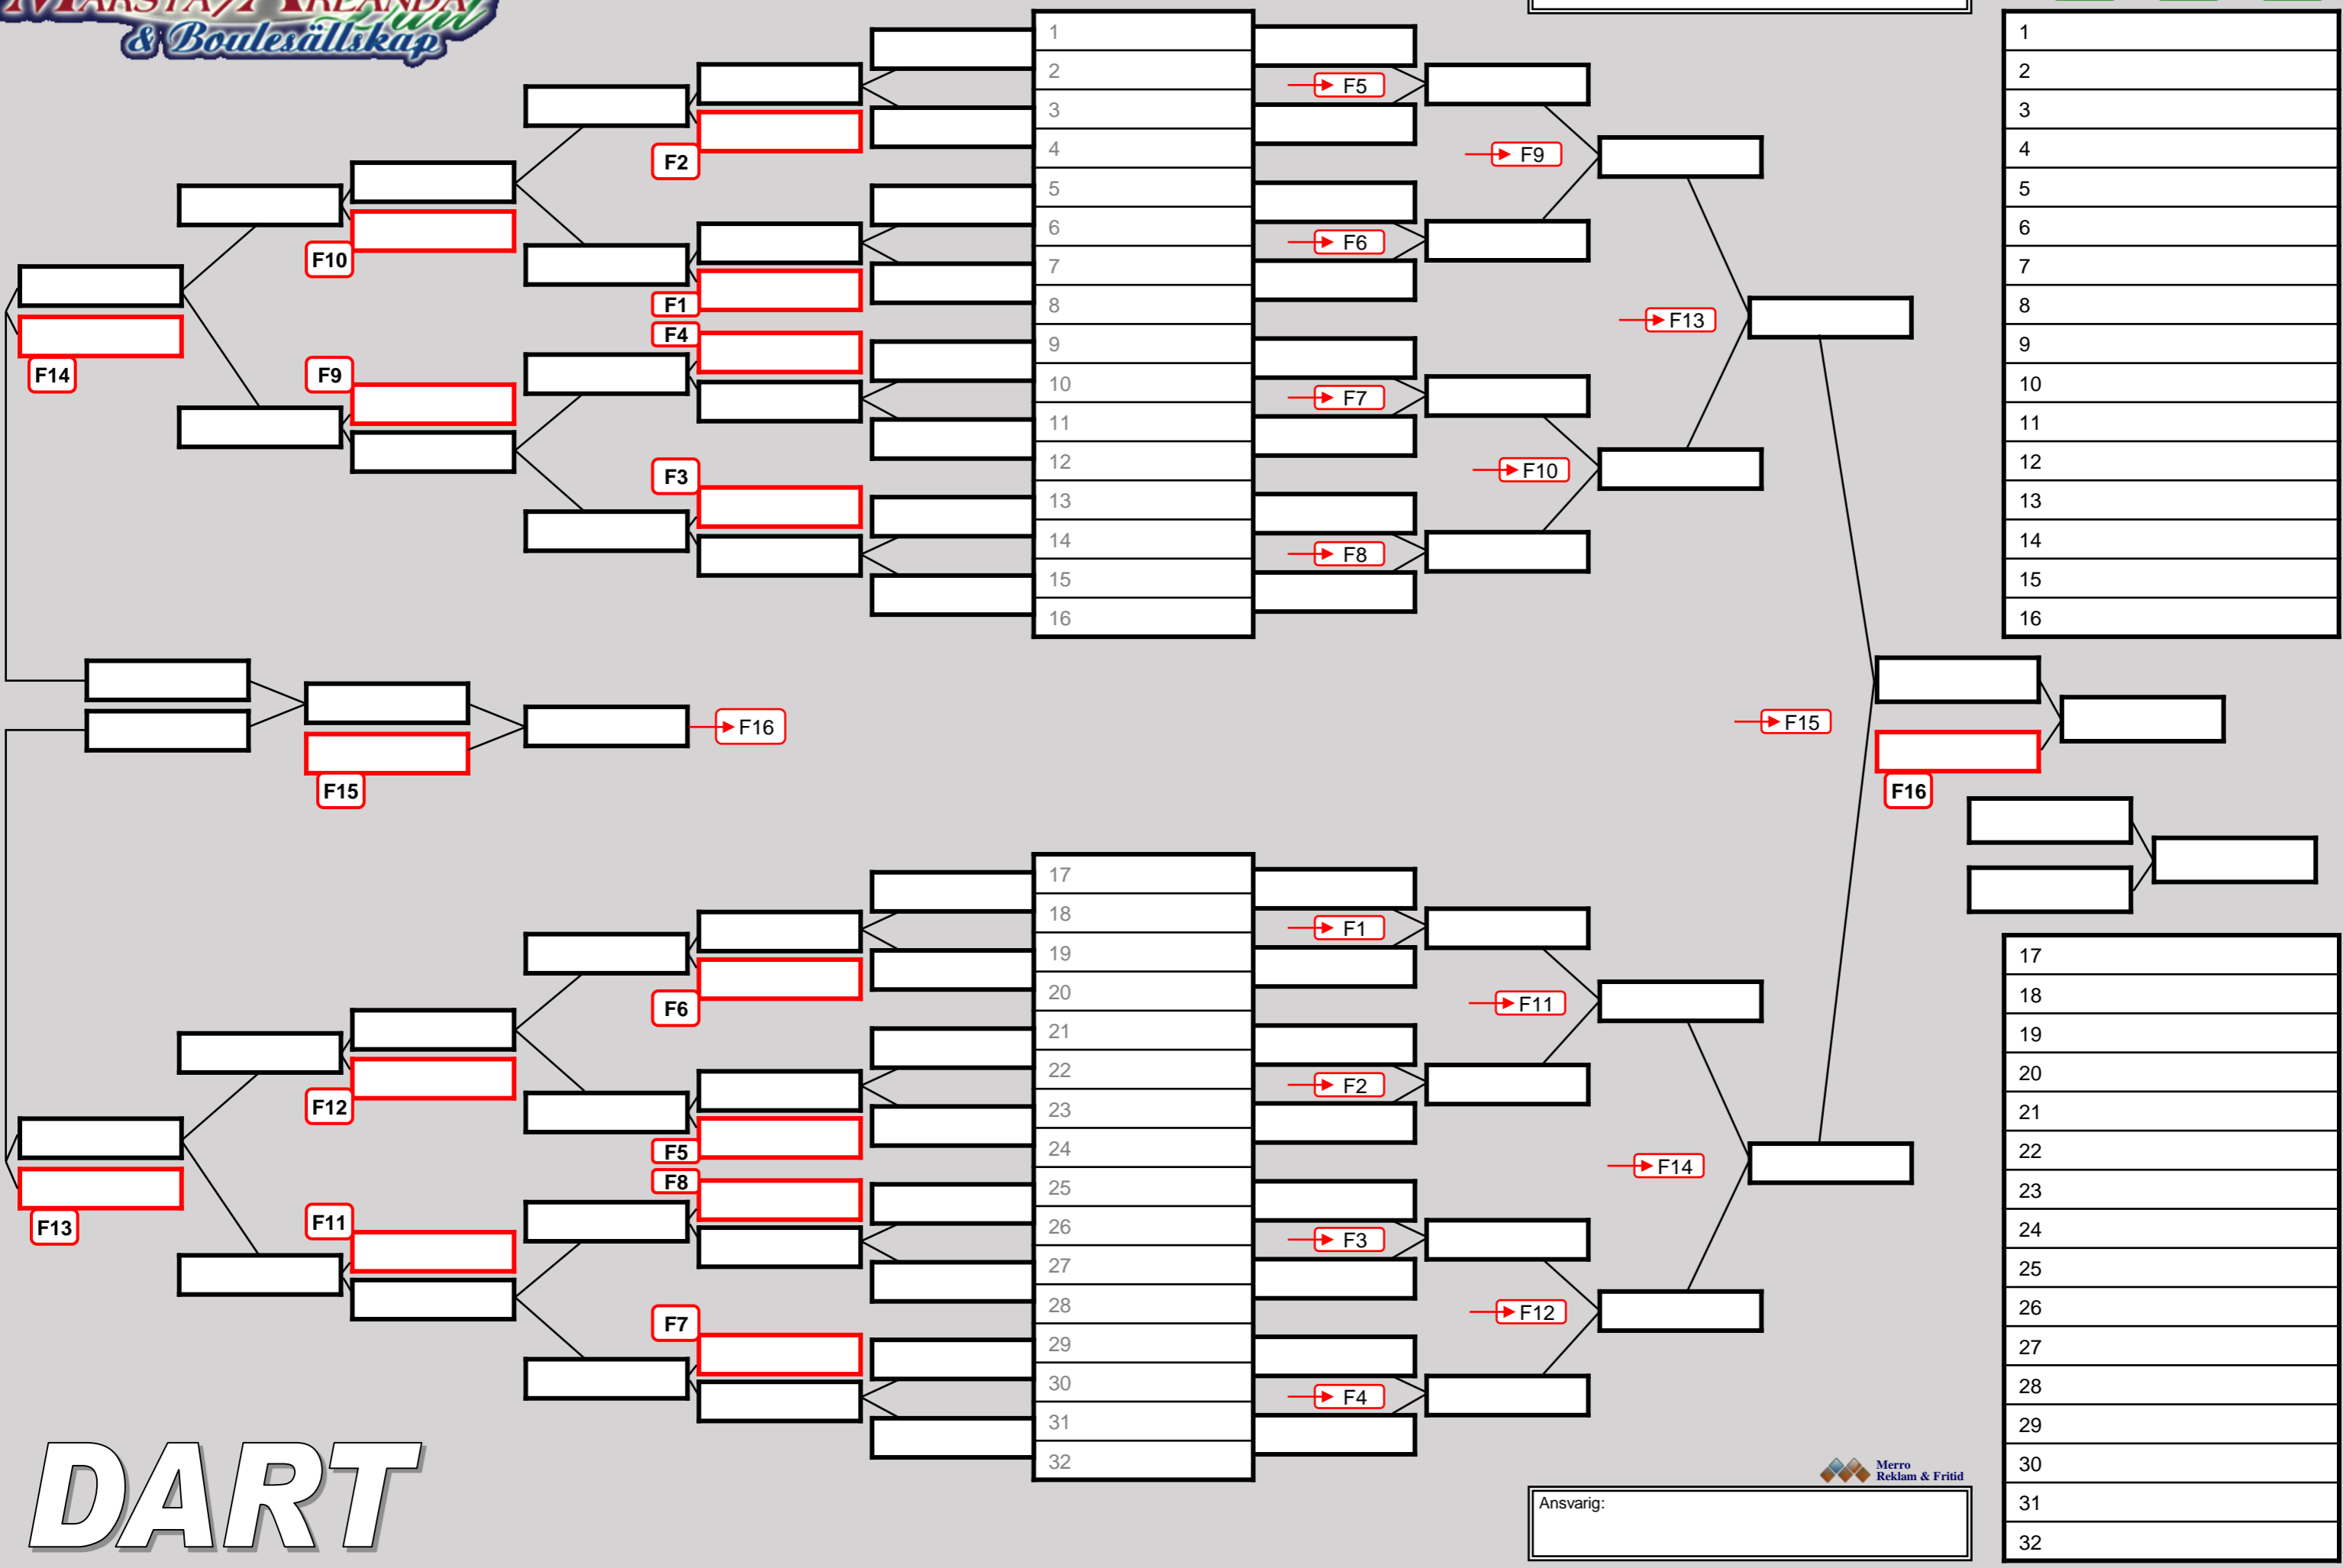 MÄRSTA/ARLANDA
& Boulesällskap
1
2
3
4
5
6
7
8
9
10
11
12
13
14
15
16
F2
F10
F1
F4
F14
F9
F3
F5
F9
F6
F13
F7
F10
F8
1
2
3
4
5
6
7
8
9
10
11
12
13
14
15
16
F16
F15
F15
F16
17
18
19
20
21
22
23
24
25
26
27
28
29
30
31
32
F6
F12
F5
F8
F13
F11
F7
F1
F11
F2
F14
F3
F12
F4
17
18
19
20
21
22
23
24
25
26
27
28
29
30
31
32
DART
Merro
Reklam & Fritid
Ansvarig: